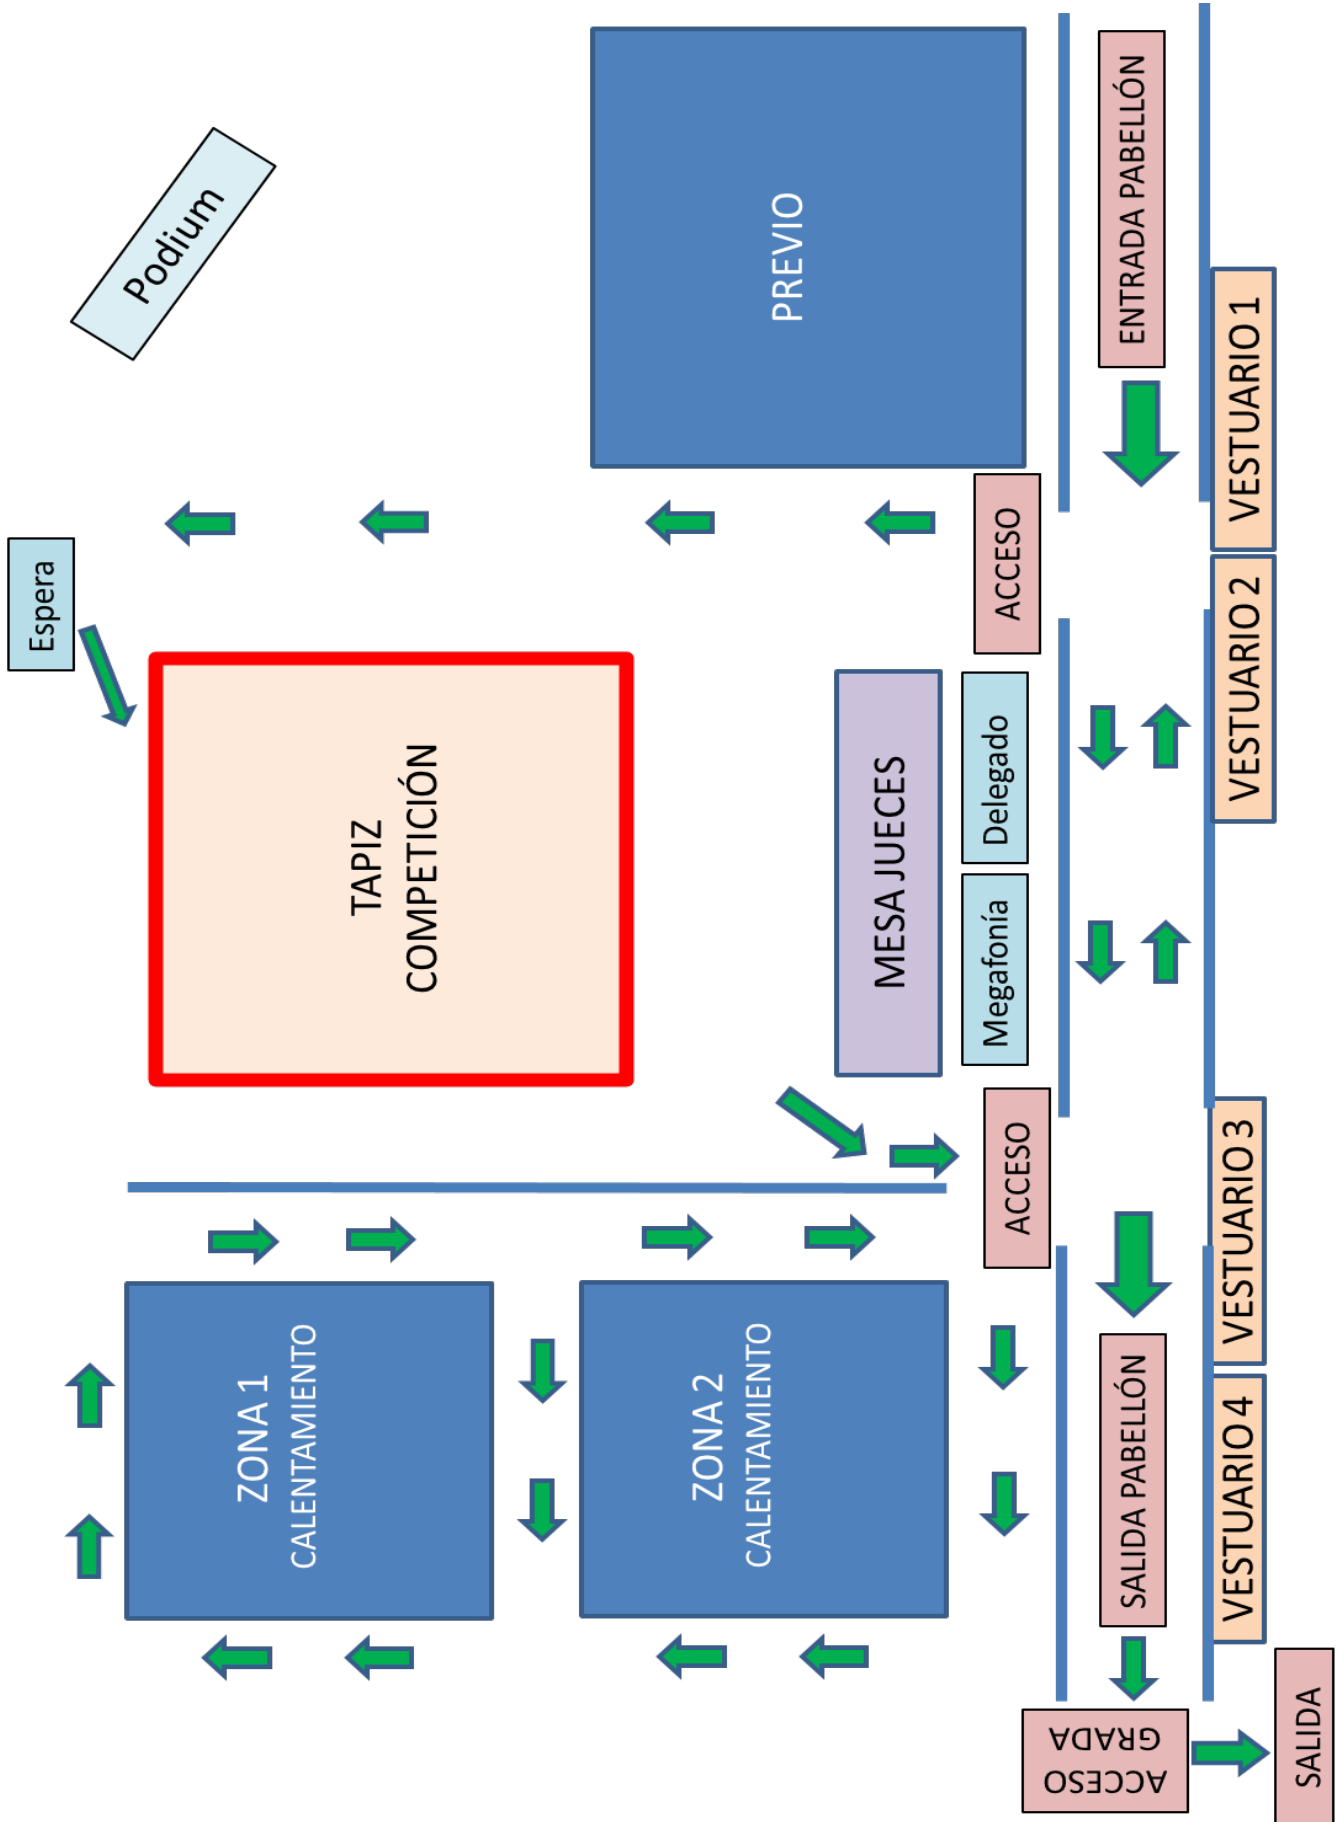 Podium
PREVIO
ENTRADA PABELLÓN
VESTUARIO 1
Espera
ACCESO
VESTUARIO 2
TAPIZ
COMPETICIÓN
MESA JUECES
Delegado
Megafonía
ACCESO
VESTUARIO 3
ZONA 1
CALENTAMIENTO
ZONA 2
CALENTAMIENTO
SALIDA PABELLÓN
VESTUARIO 4
ACCESO
GRADA
SALIDA